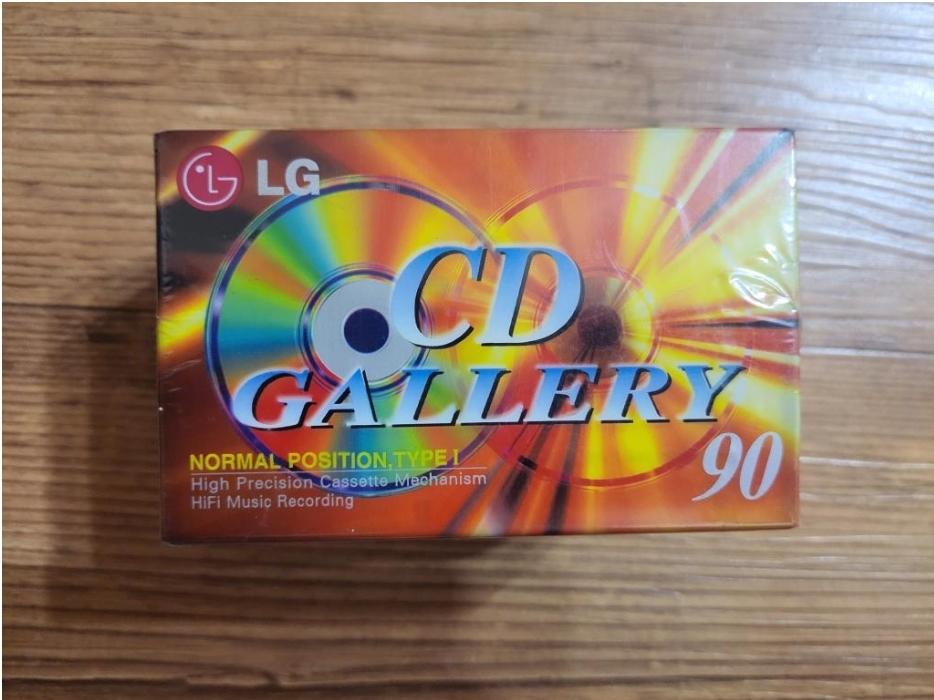 LG
CD
GALLERY
90
NORMAL POSITION, TYPE I
High Precision Cassette Mechanism
HiFi Music Recording